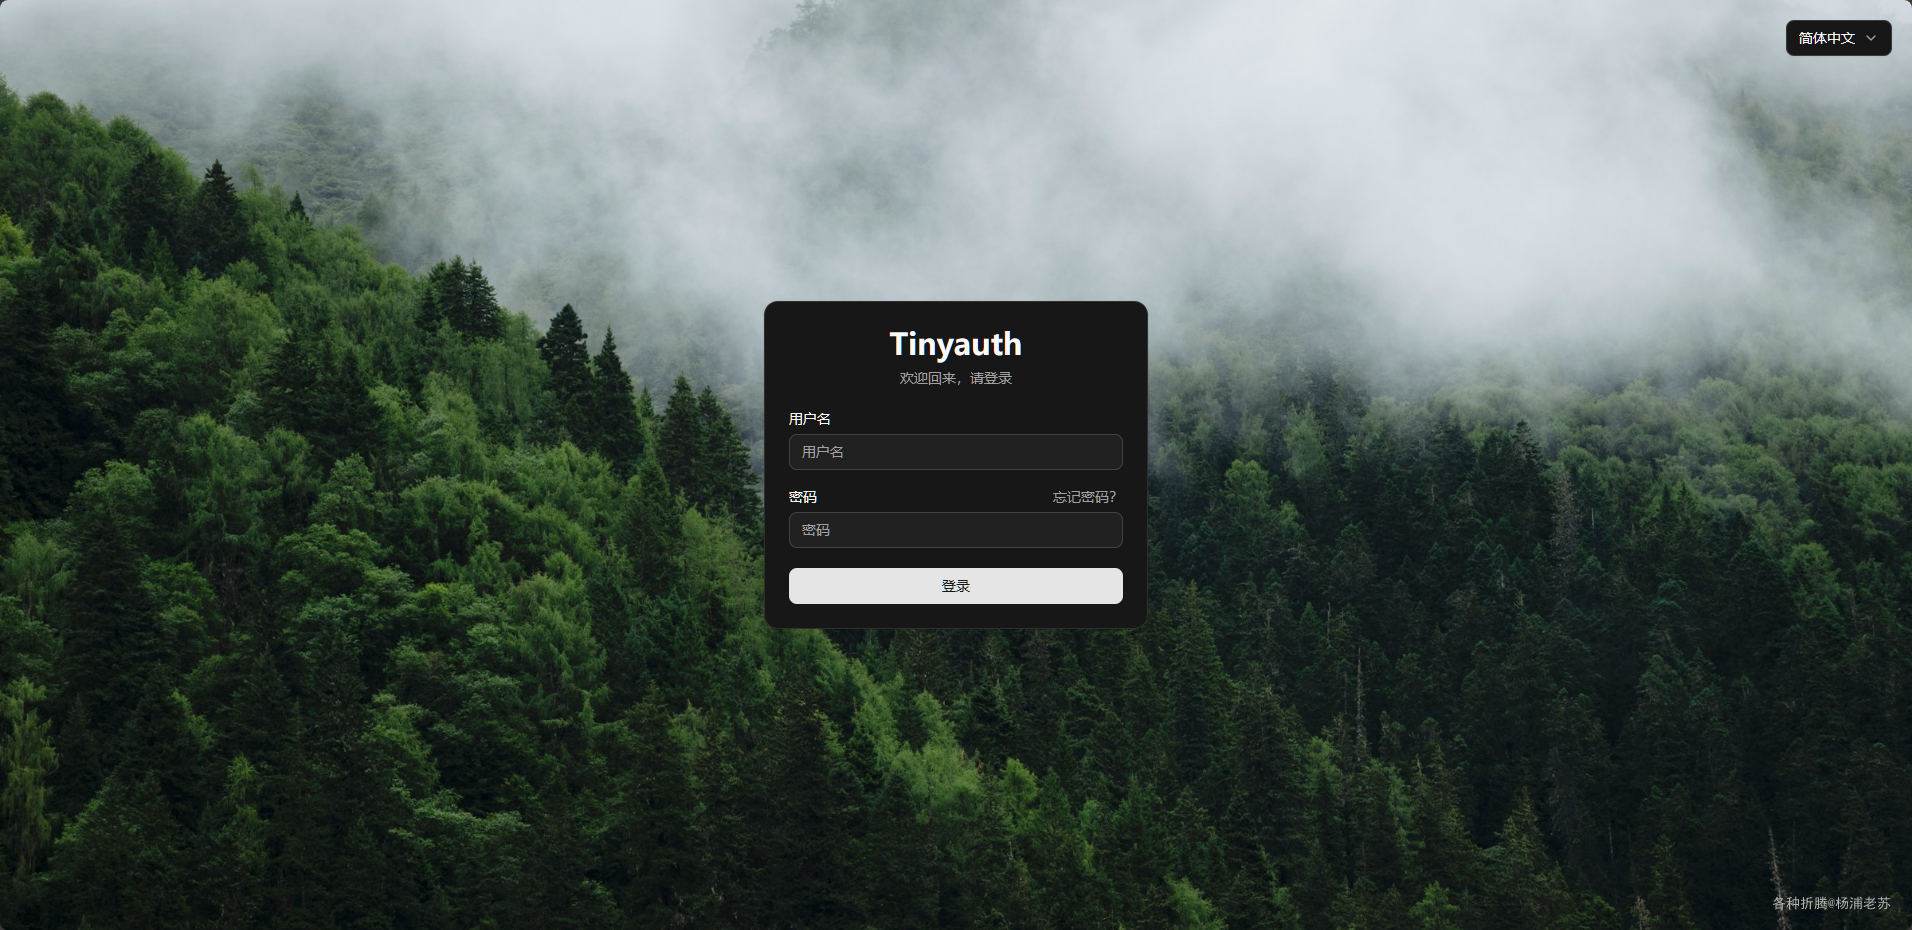 简体中文
Tinyauth
欢迎回来，请登录
用户名
用户名
密码
忘记密码?
密码
登录
各种折腾@杨浦老苏